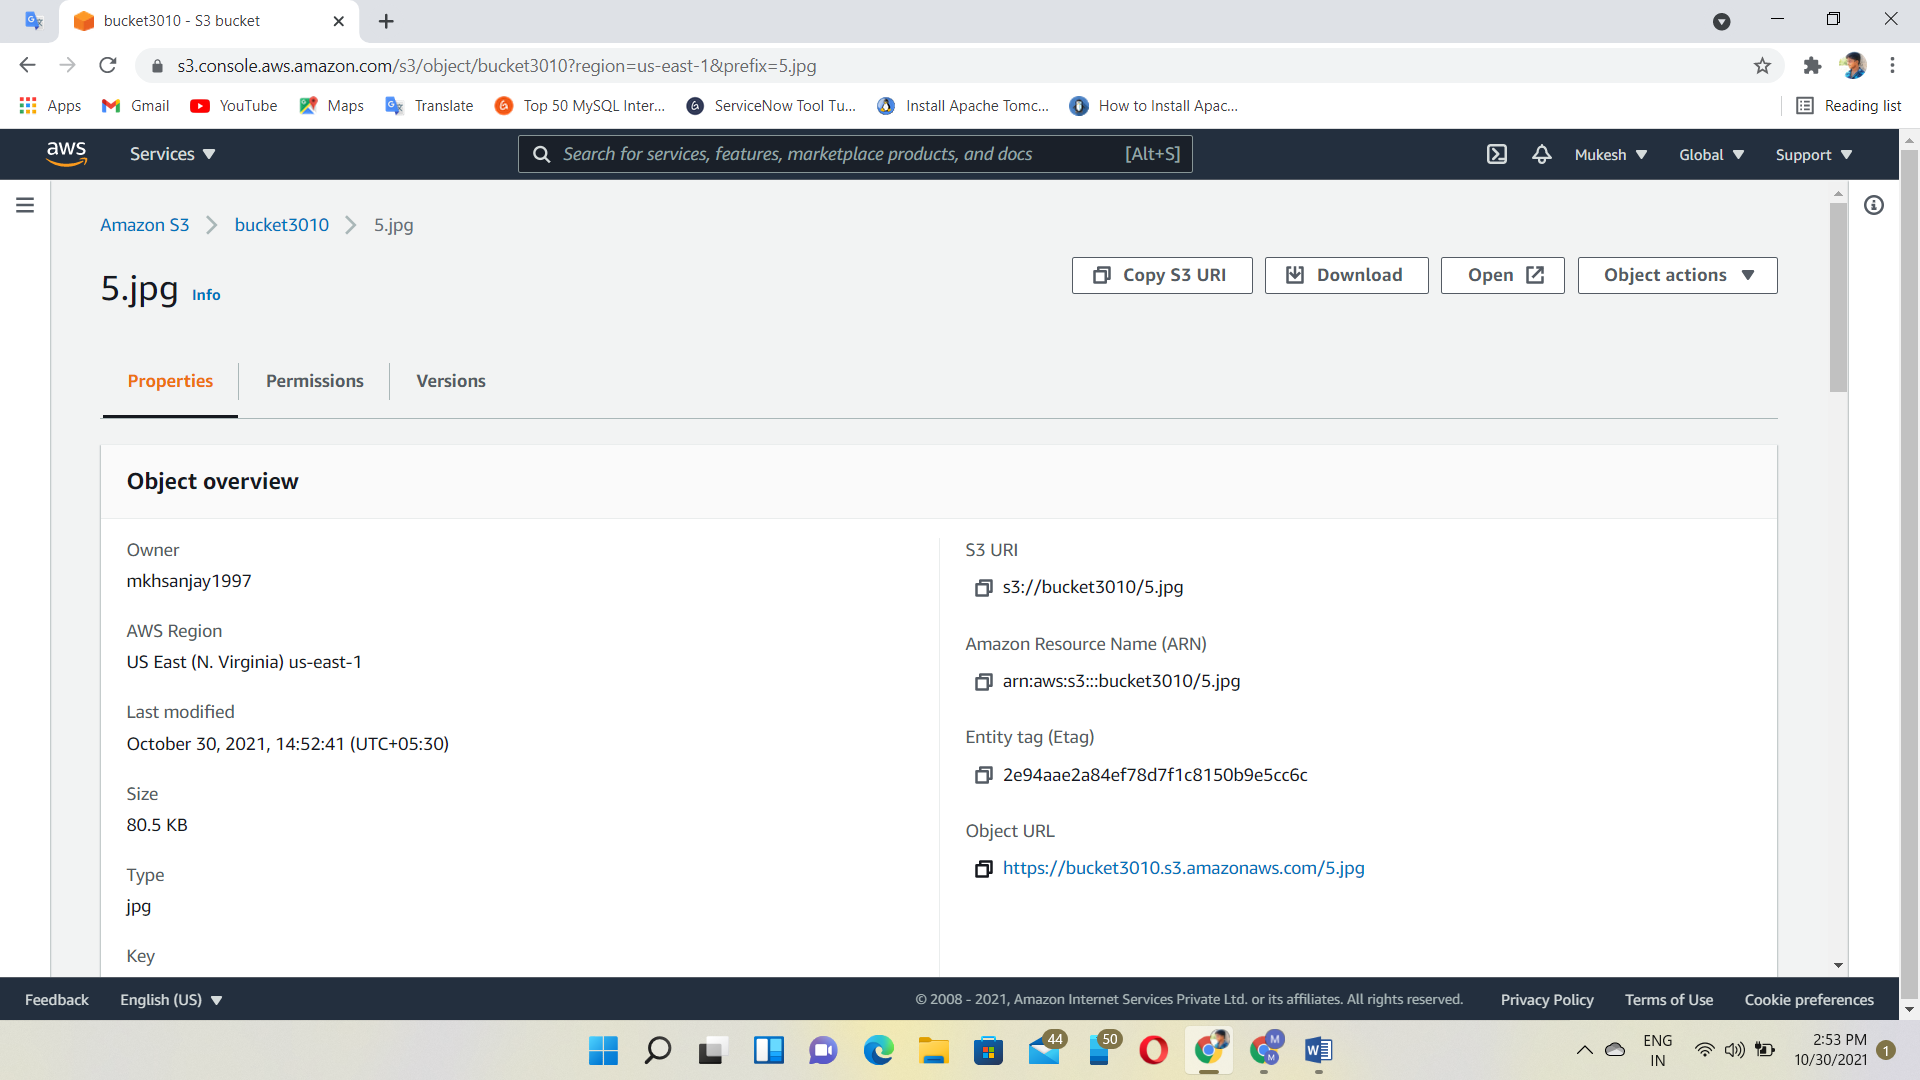 bucket3010 - S3 bucket
s3.console.aws.amazon.com/s3/object/bucket3010?region=us-east-1&prefix=5.jpg
Apps Gmail YouTube Maps Translate Top 50 MySQL Inter... ServiceNow Tool Tu... Install Apache Tomc... How to Install Apac... Reading list
aws Services Search for services, features, marketplace products, and docs [Alt+S] Mukesh Global Support
Amazon S3 bucket3010 5.jpg
5.jpg Info
Copy S3 URI Download Open Object actions
Properties Permissions Versions
Object overview
Owner
mkhsanjay1997
AWS Region
US East (N. Virginia) us-east-1
Last modified
October 30, 2021, 14:52:41 (UTC+05:30)
Size
80.5 KB
Type
jpg
Key
S3 URI
s3://bucket3010/5.jpg
Amazon Resource Name (ARN)
arn:aws:s3:::bucket3010/5.jpg
Entity tag (Etag)
2e94aae2a84ef78d7f1c8150b9e5cc6c
Object URL
https://bucket3010.s3.amazonaws.com/5.jpg
Feedback English (US) © 2008 - 2021, Amazon Internet Services Private Ltd. or its affiliates. All rights reserved. Privacy Policy Terms of Use Cookie preferences
44 50 M M
ENG
IN
2:53 PM
10/30/2021
1